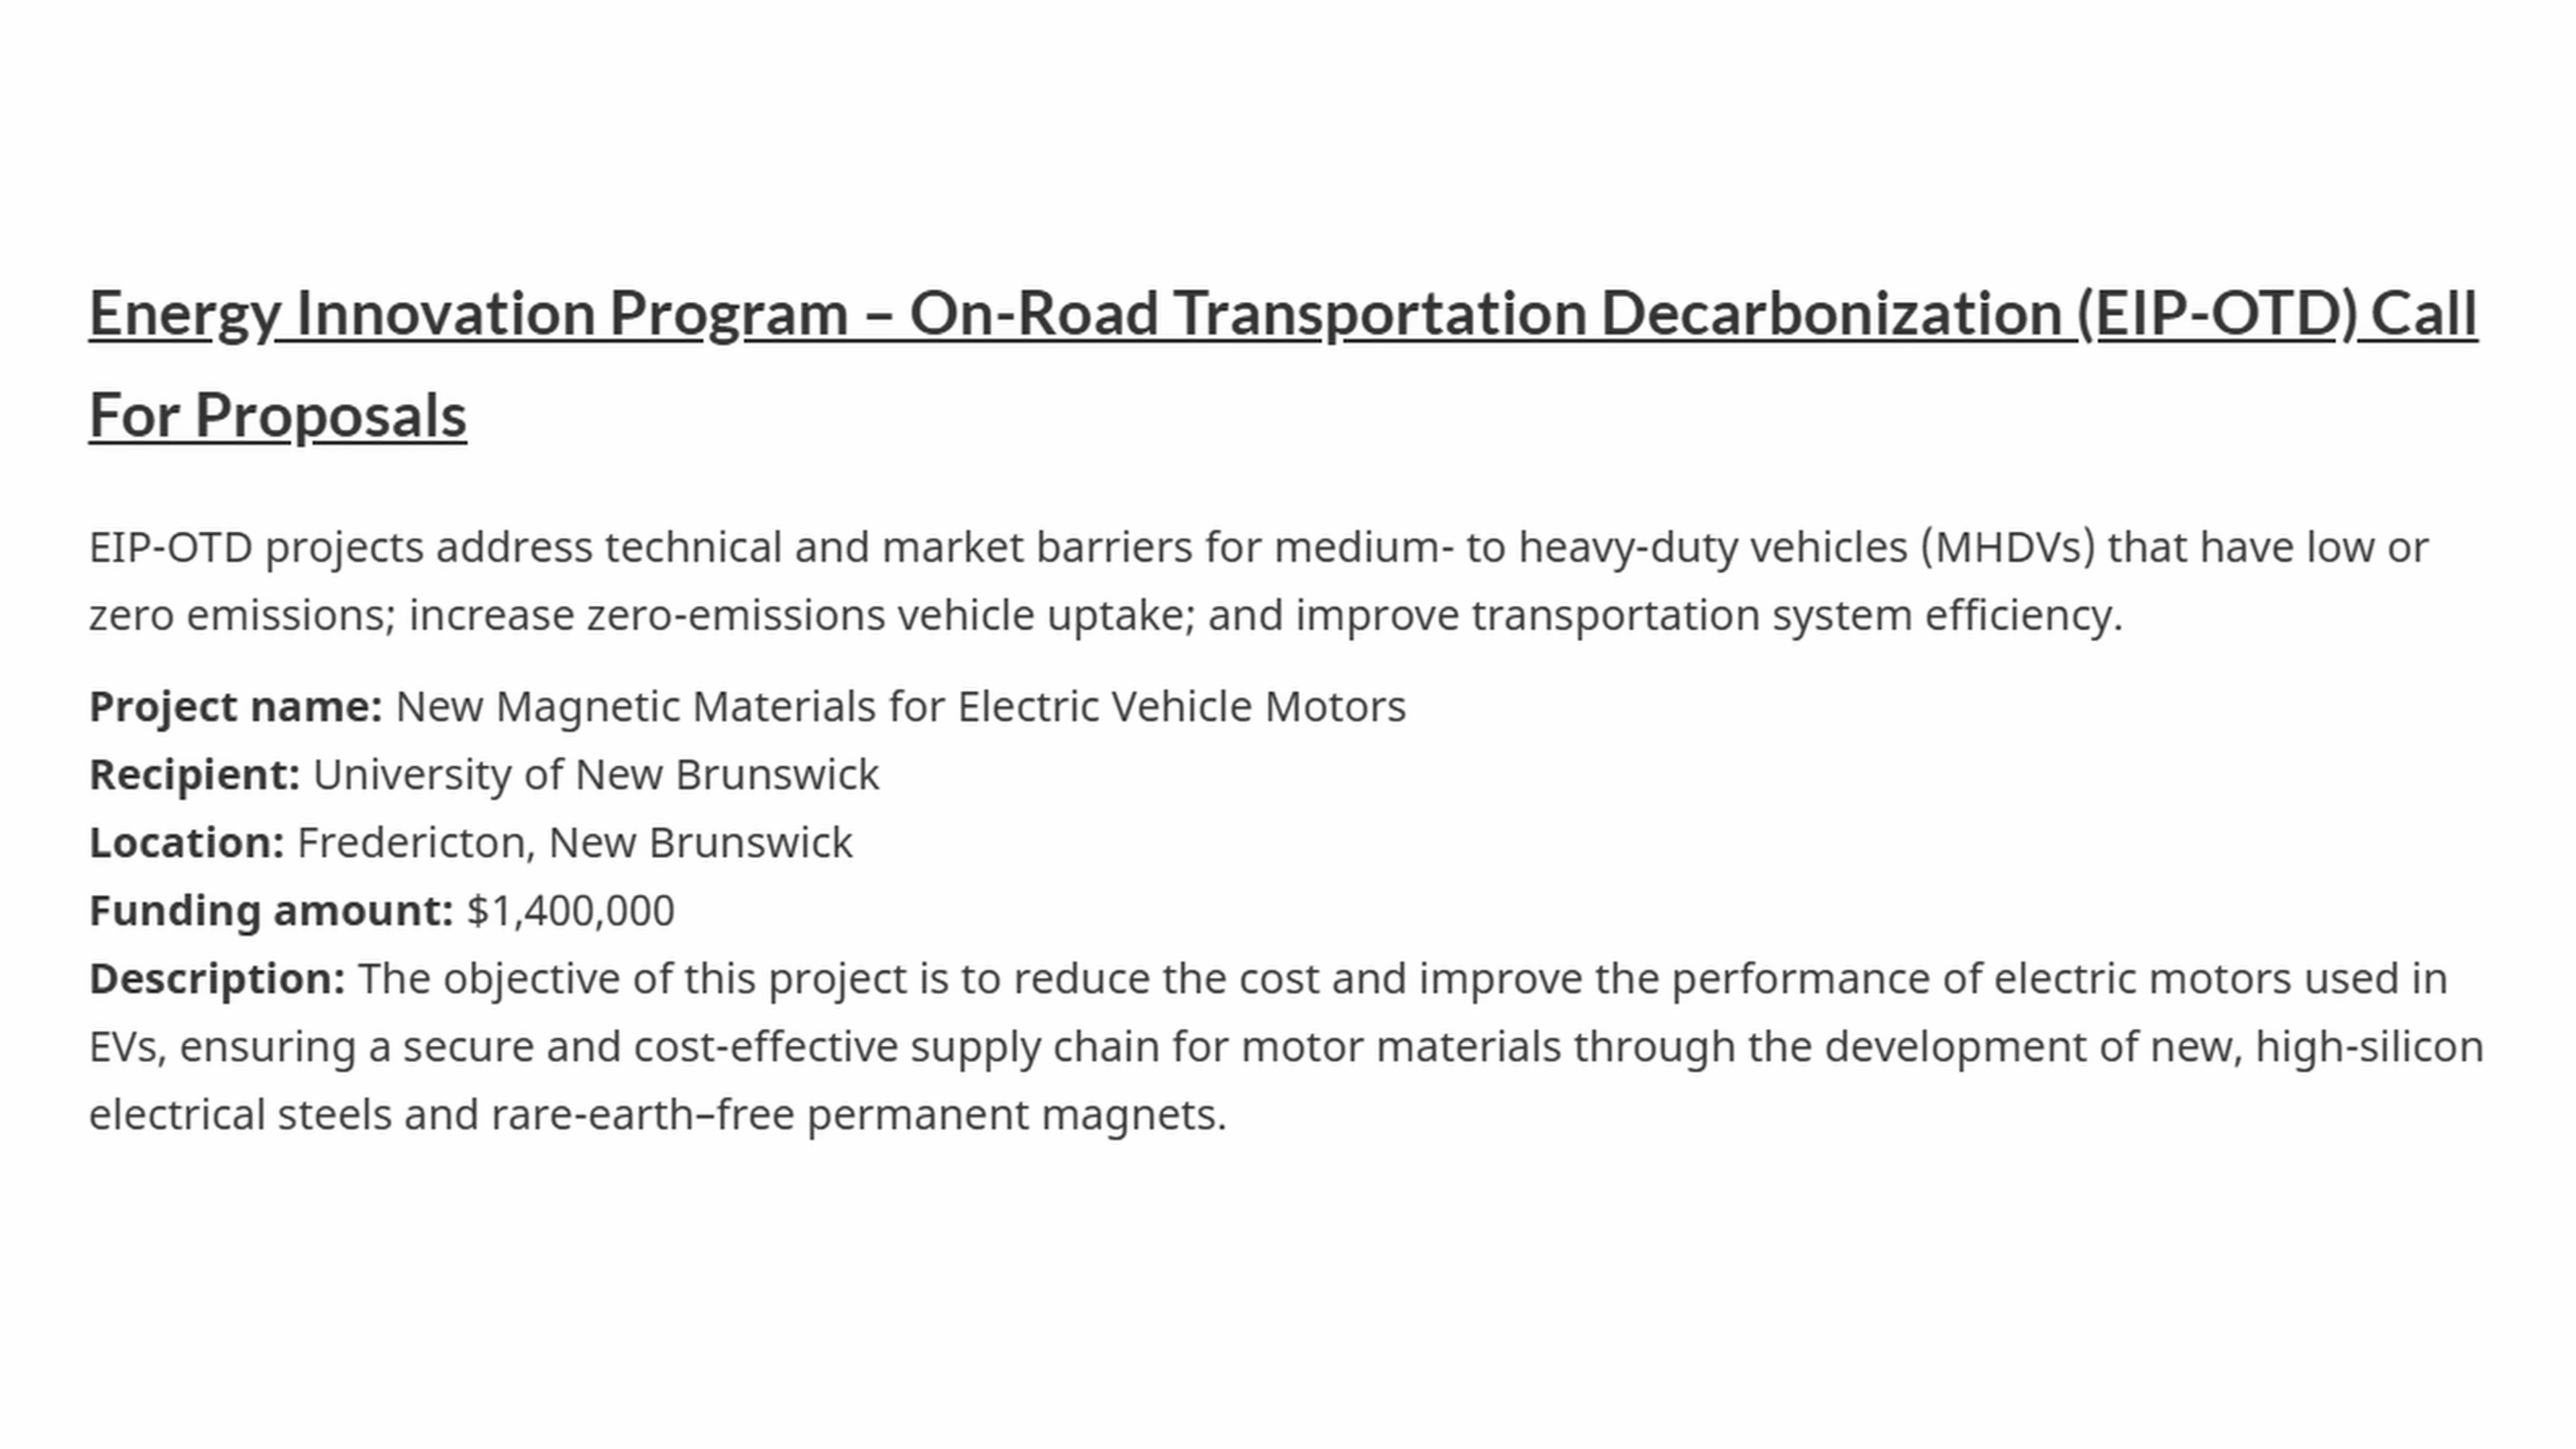 Energy Innovation Program – On-Road Transportation Decarbonization (EIP-OTD) Call
For Proposals
EIP-OTD projects address technical and market barriers for medium- to heavy-duty vehicles (MHDVs) that have low or
zero emissions; increase zero-emissions vehicle uptake; and improve transportation system efficiency.
Project name: New Magnetic Materials for Electric Vehicle Motors
Recipient: University of New Brunswick
Location: Fredericton, New Brunswick
Funding amount: $1,400,000
Description: The objective of this project is to reduce the cost and improve the performance of electric motors used in
EVs, ensuring a secure and cost-effective supply chain for motor materials through the development of new, high-silicon
electrical steels and rare-earth–free permanent magnets.